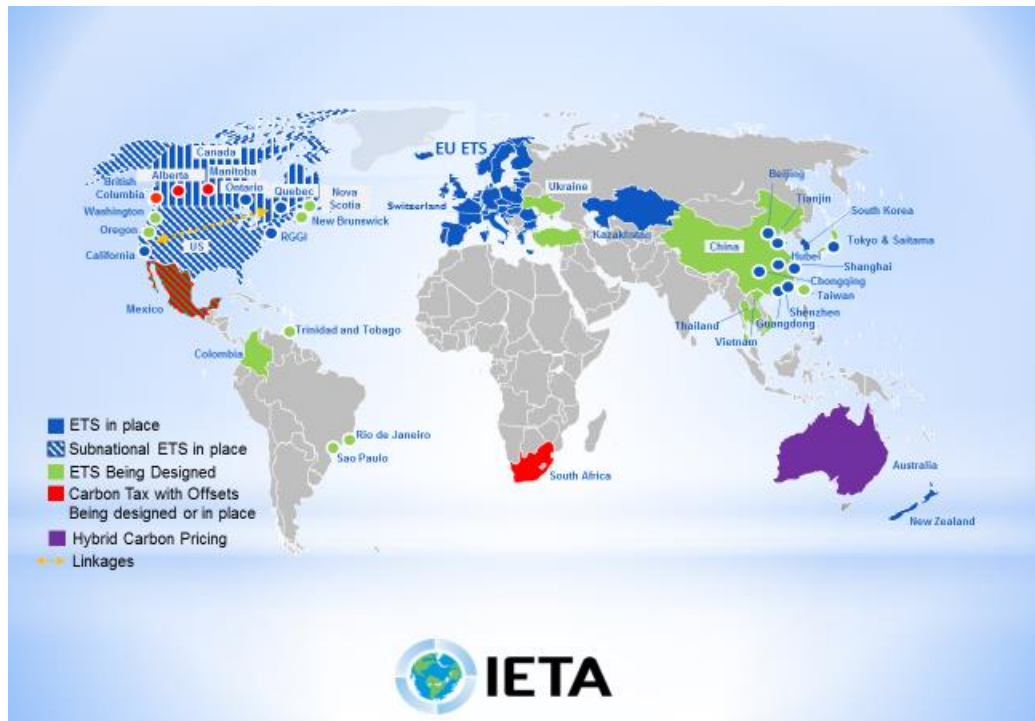 EU ETS
Canada
Alberta
Manitoba
British
Columbia
Ontario
Quebec
Nova
Scotia
Washington
New Brunswick
Oregon
RGGI
US
California
Mexico
Switzerland
Ukraine
Kazakhstan
Beijing
Tianjin
South Korea
China
Tokyo & Saitama
Hubei
Shanghai
Chongqing
Taiwan
Shenzhen
Thailand
Guangdong
Vietnam
Trinidad and Tobago
Colombia
Rio de Janeiro
Sao Paulo
South Africa
Australia
New Zealand
ETS in place
Subnational ETS in place
ETS Being Designed
Carbon Tax with Offsets
Being designed or in place
Hybrid Carbon Pricing
Linkages
IETA